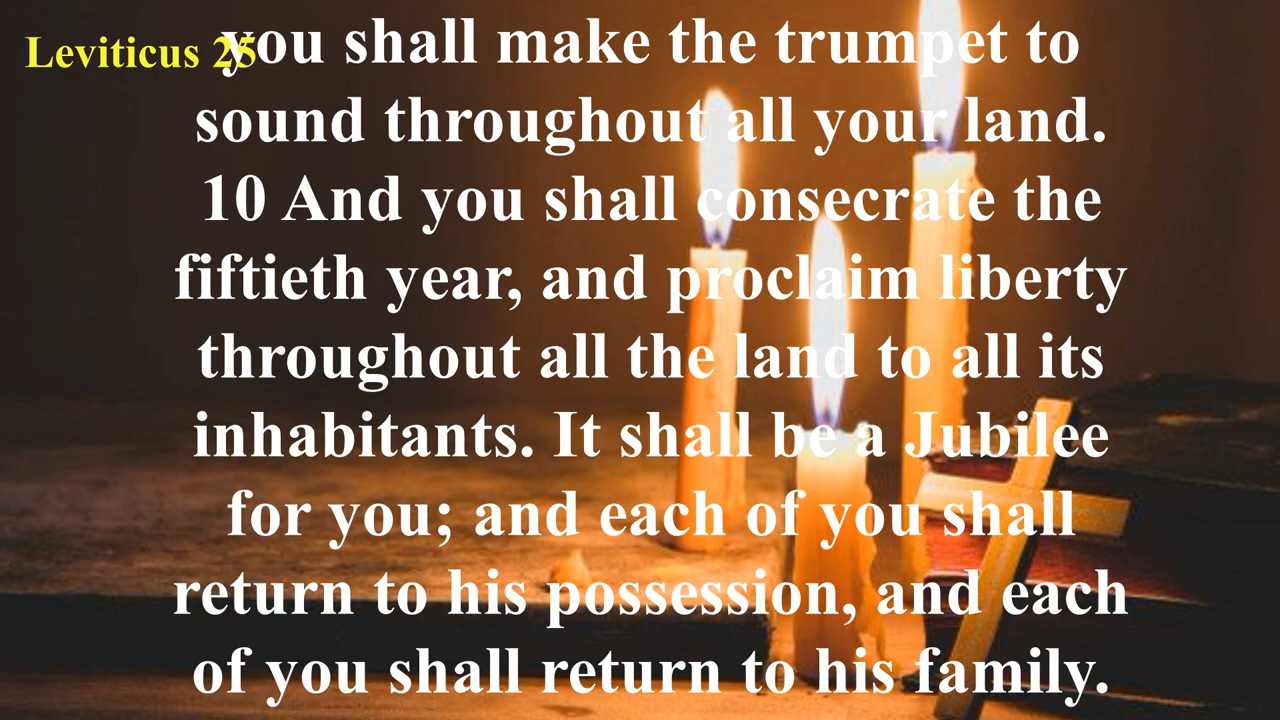 Leviticus 25
you shall make the trumpet to
sound throughout all your land.
10 And you shall consecrate the
fiftieth year, and proclaim liberty
throughout all the land to all its
inhabitants. It shall be a Jubilee
for you; and each of you shall
return to his possession, and each
of you shall return to his family.